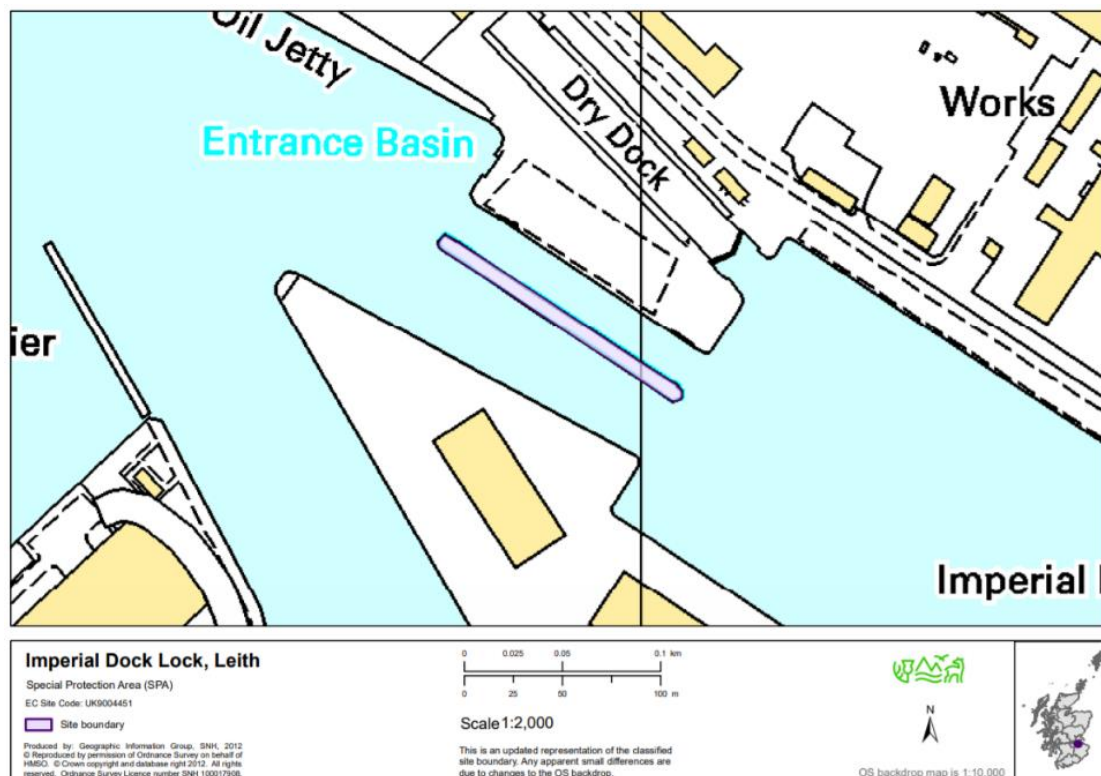 Oil Jetty
Entrance Basin
Dry Dock
Works
ier
Imperial
Imperial Dock Lock, Leith
Special Protection Area (SPA)
EC Site Code: UK9004451
Site boundary
Produced by: Geographic Information Group, SNH, 2012
© Reproduced by permission of Ordnance Survey on behalf of
HMSO. © Crown copyright and database right 2012. All rights
reserved. Ordnance Survey Licence number SNH 100017908.
0 0.025 0.05 0.1 km
0 25 50 100 m
Scale 1:2,000
This is an updated representation of the classified
site boundary. Any apparent small differences are
due to changes to the OS backdrop.
N
OS backdrop map is 1:10,000